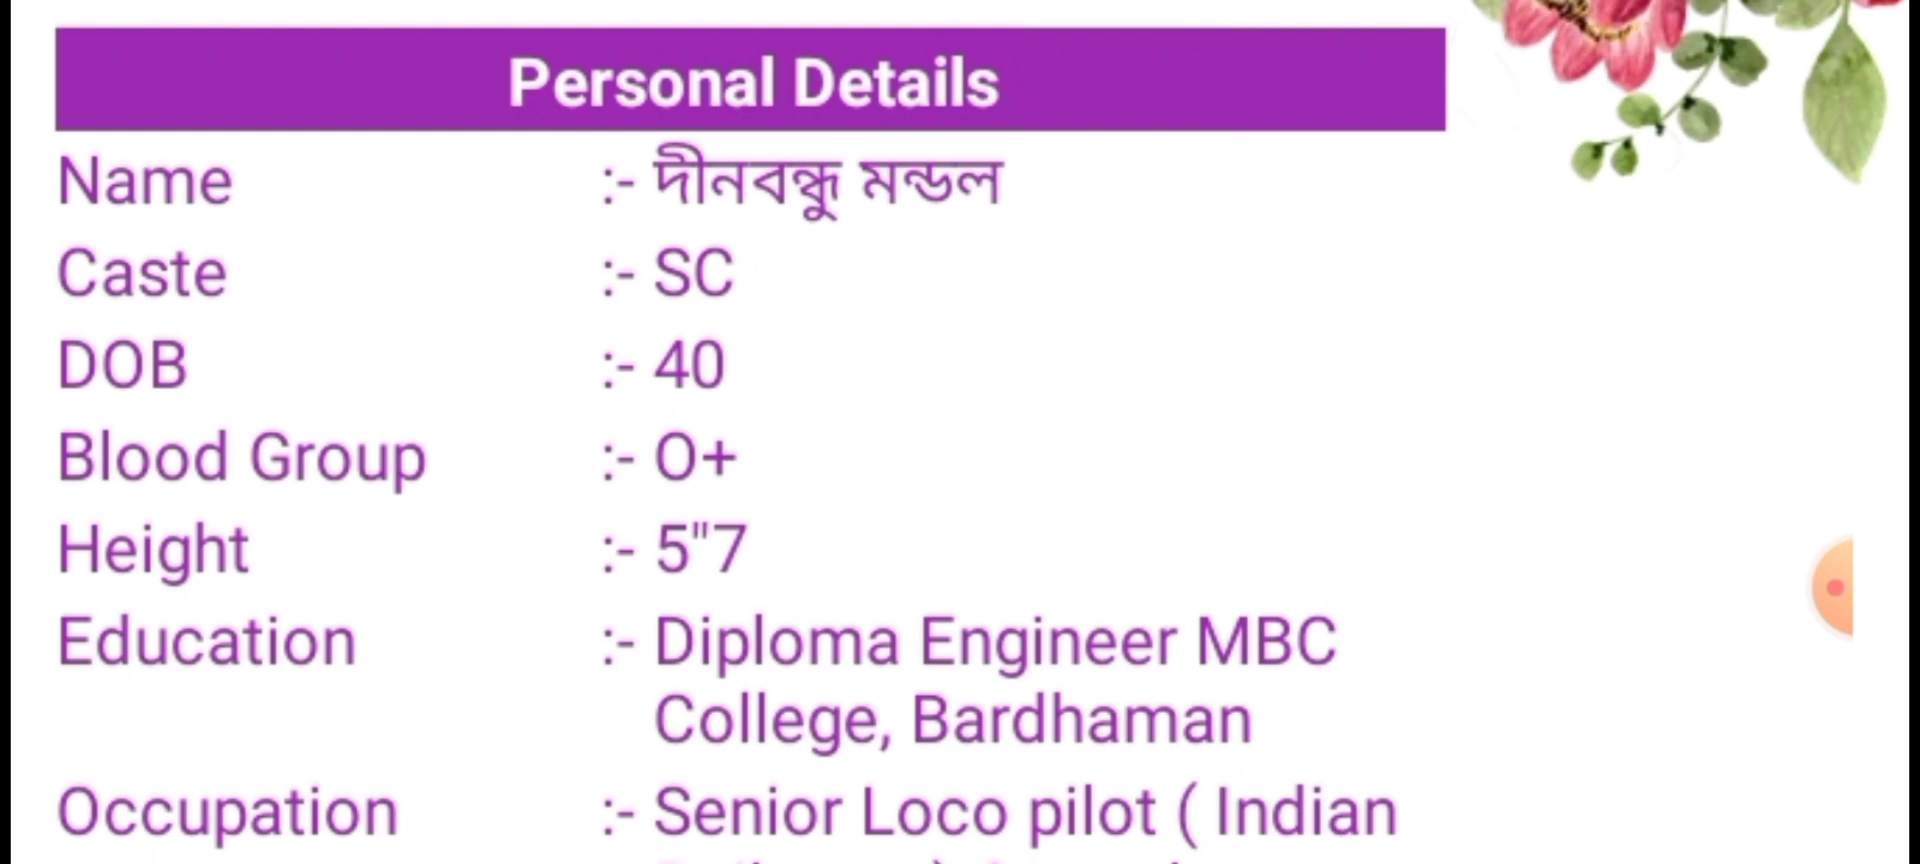 Personal Details
Name :- দীনবন্ধু মন্ডল
Caste :- SC
DOB :- 40
Blood Group :- O+
Height :- 5"7
Education :- Diploma Engineer MBC
College, Bardhaman
Occupation :- Senior Loco pilot ( Indian